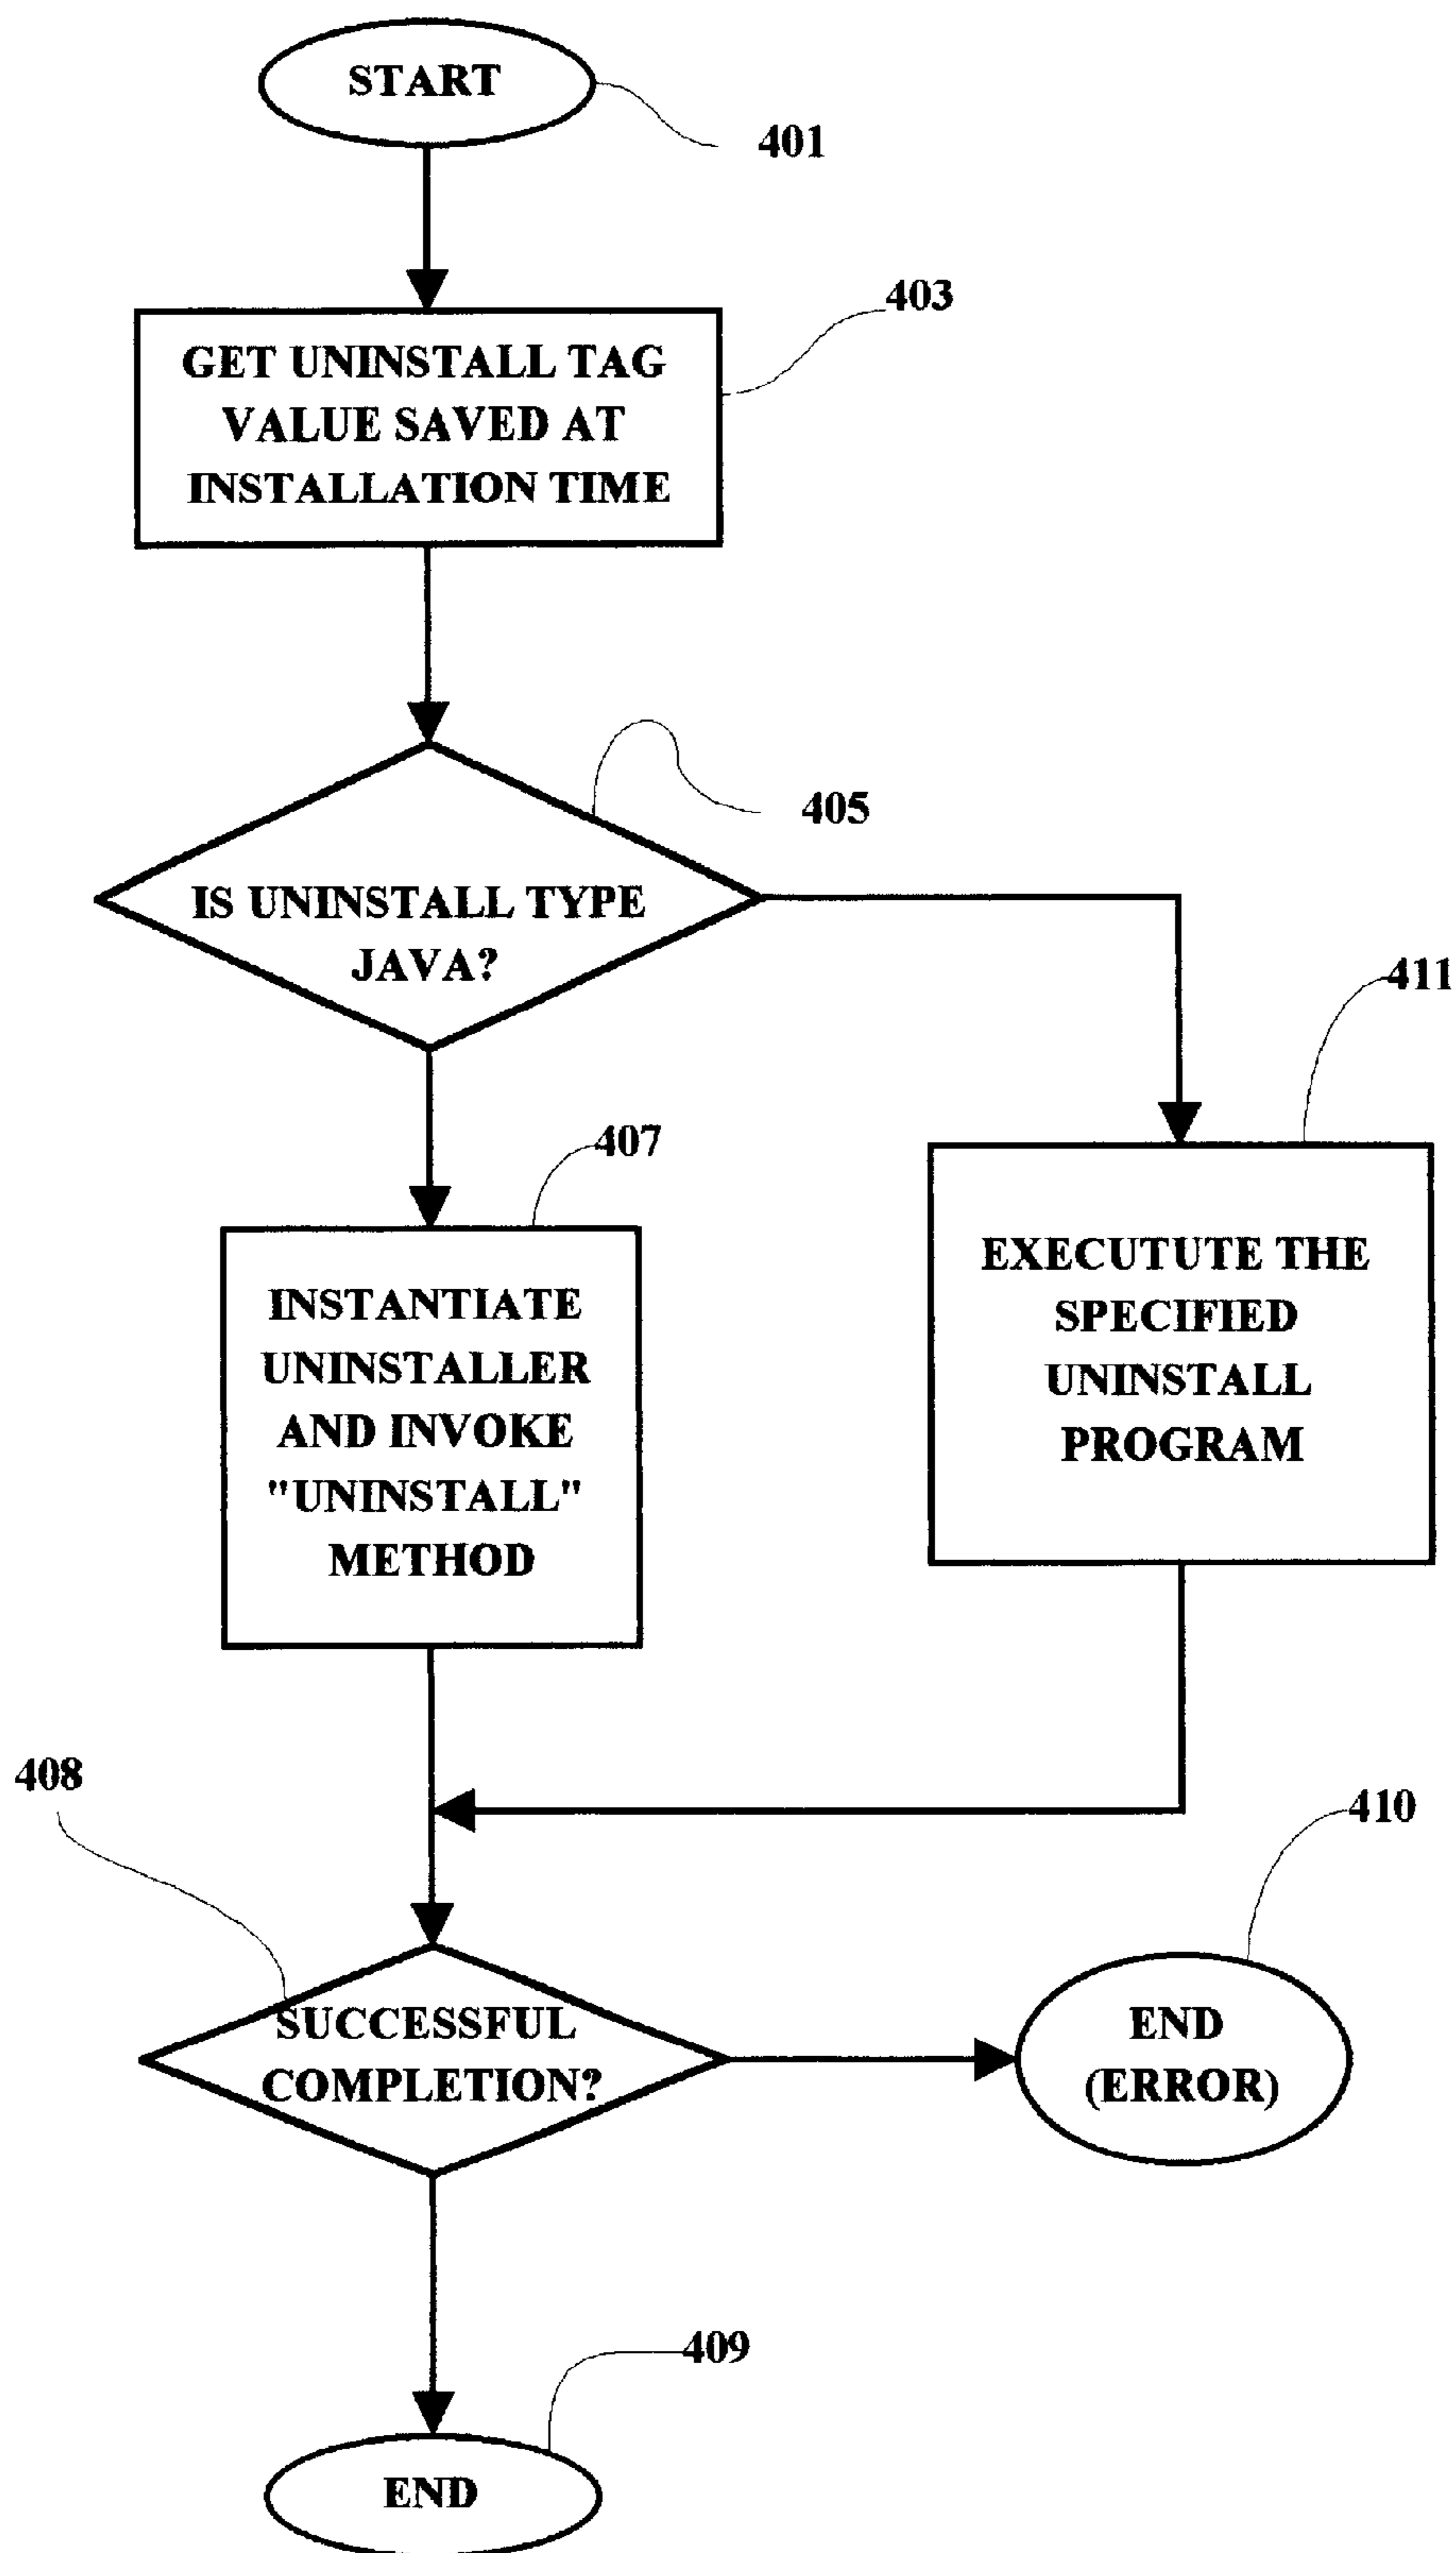 START
401
403
GET UNINSTALL TAG
VALUE SAVED AT
INSTALLATION TIME
405
IS UNINSTALL TYPE
JAVA?
411
407
INSTANTIATE
UNINSTALLER
AND INVOKE
"UNINSTALL"
METHOD
EXECUTUTE THE
SPECIFIED
UNINSTALL
PROGRAM
408
410
SUCCESSFUL
COMPLETION?
END
(ERROR)
409
END